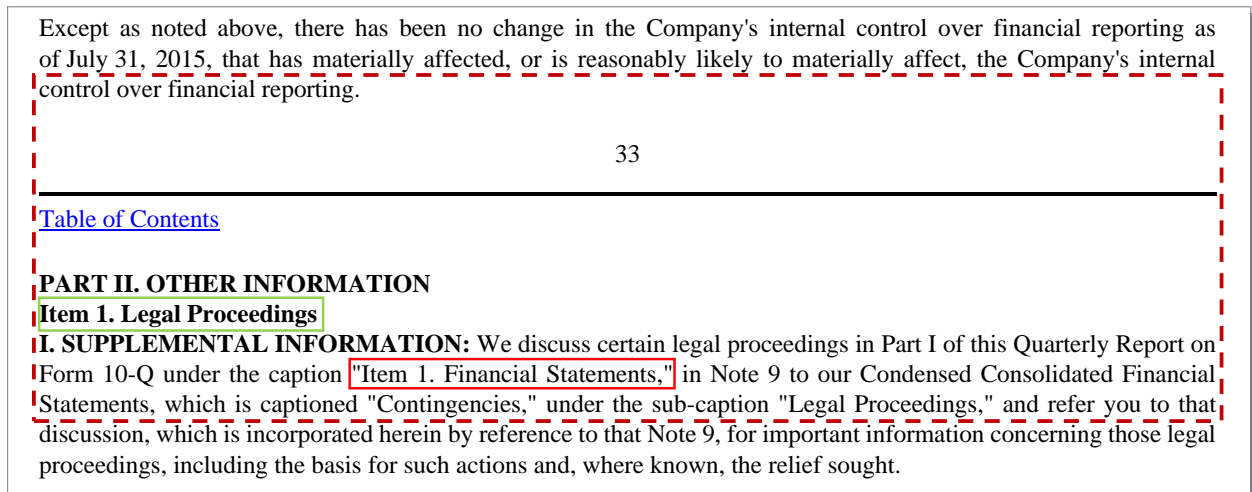 Except as noted above, there has been no change in the Company's internal control over financial reporting as
of July 31, 2015, that has materially affected, or is reasonably likely to materially affect, the Company's internal
control over financial reporting.
33
Table of Contents
PART II. OTHER INFORMATION
Item 1. Legal Proceedings
I. SUPPLEMENTAL INFORMATION: We discuss certain legal proceedings in Part I of this Quarterly Report on
Form 10-Q under the caption "Item 1. Financial Statements," in Note 9 to our Condensed Consolidated Financial
Statements, which is captioned "Contingencies," under the sub-caption "Legal Proceedings," and refer you to that
discussion, which is incorporated herein by reference to that Note 9, for important information concerning those legal
proceedings, including the basis for such actions and, where known, the relief sought.